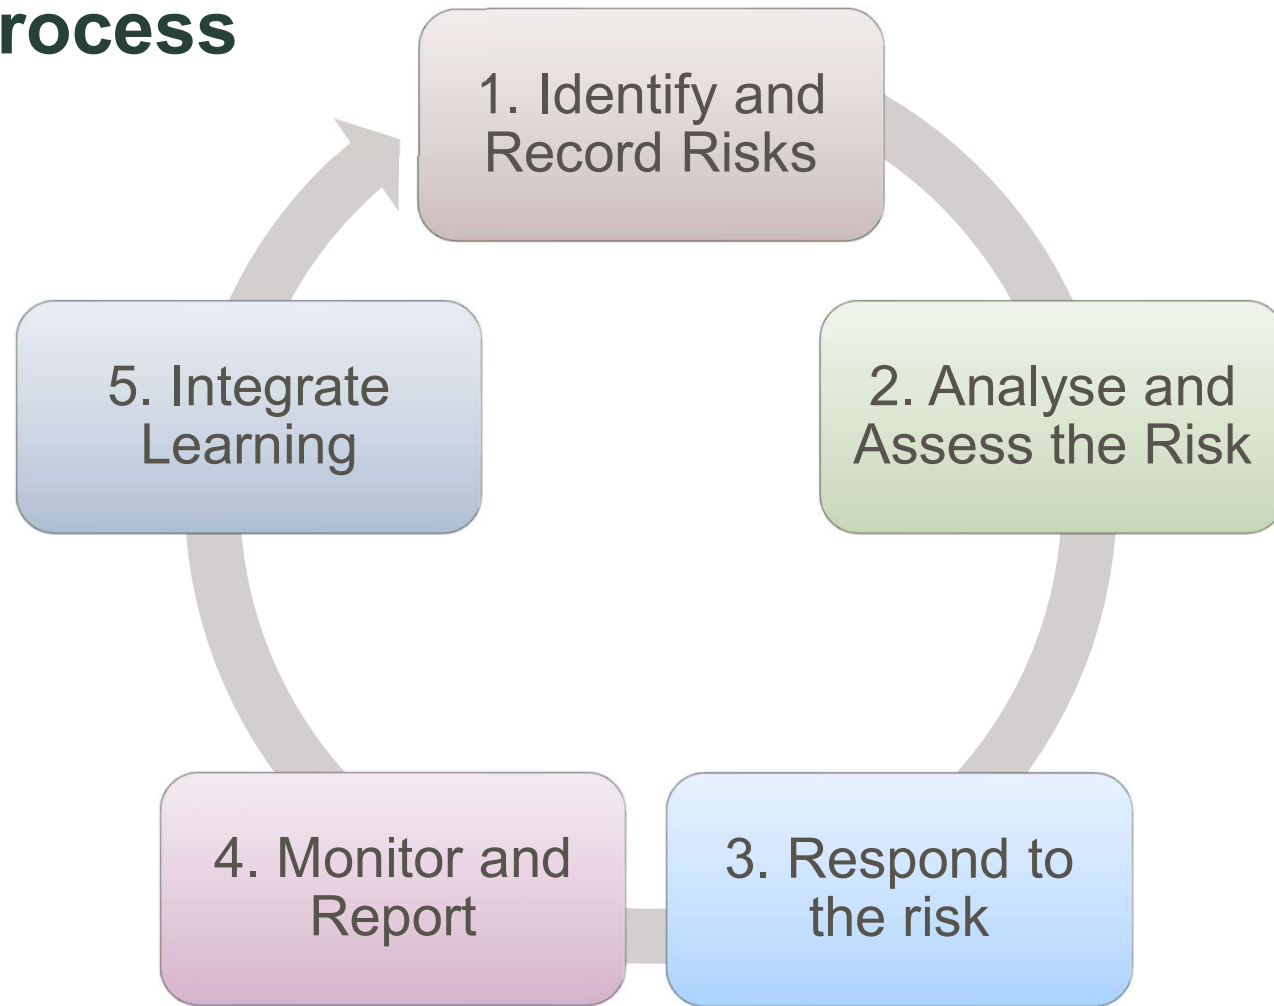 rocess
1. Identify and
Record Risks
2. Analyse and
Assess the Risk
3. Respond to
the risk
4. Monitor and
Report
5. Integrate
Learning